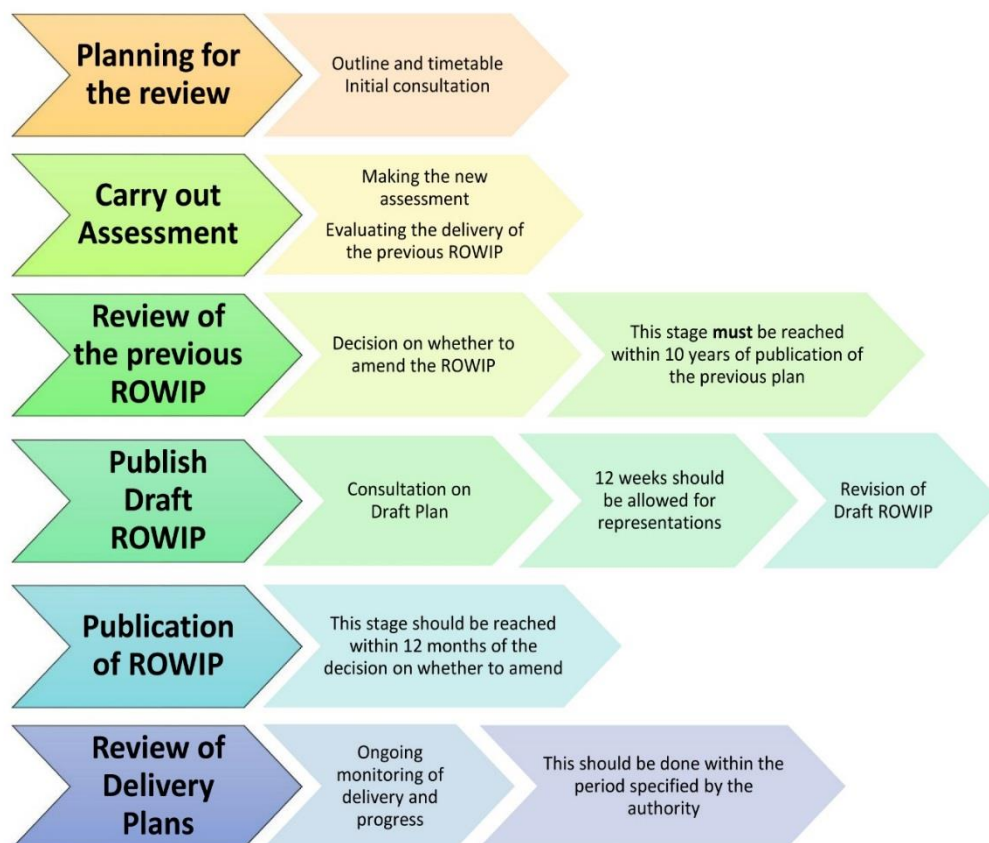 Planning for
the review
Outline and timetable
Initial consultation
Carry out
Assessment
Making the new
assessment
Evaluating the delivery of
the previous ROWIP
Review of
the previous
ROWIP
Decision on whether to
amend the ROWIP
This stage must be reached
within 10 years of publication of
the previous plan
Publish
Draft
ROWIP
Consultation on
Draft Plan
12 weeks should
be allowed for
representations
Revision of
Draft ROWIP
Publication
of ROWIP
This stage should be reached
within 12 months of the
decision on whether to amend
Review of
Delivery
Plans
Ongoing
monitoring of
delivery and
progress
This should be done within the
period specified by the
authority